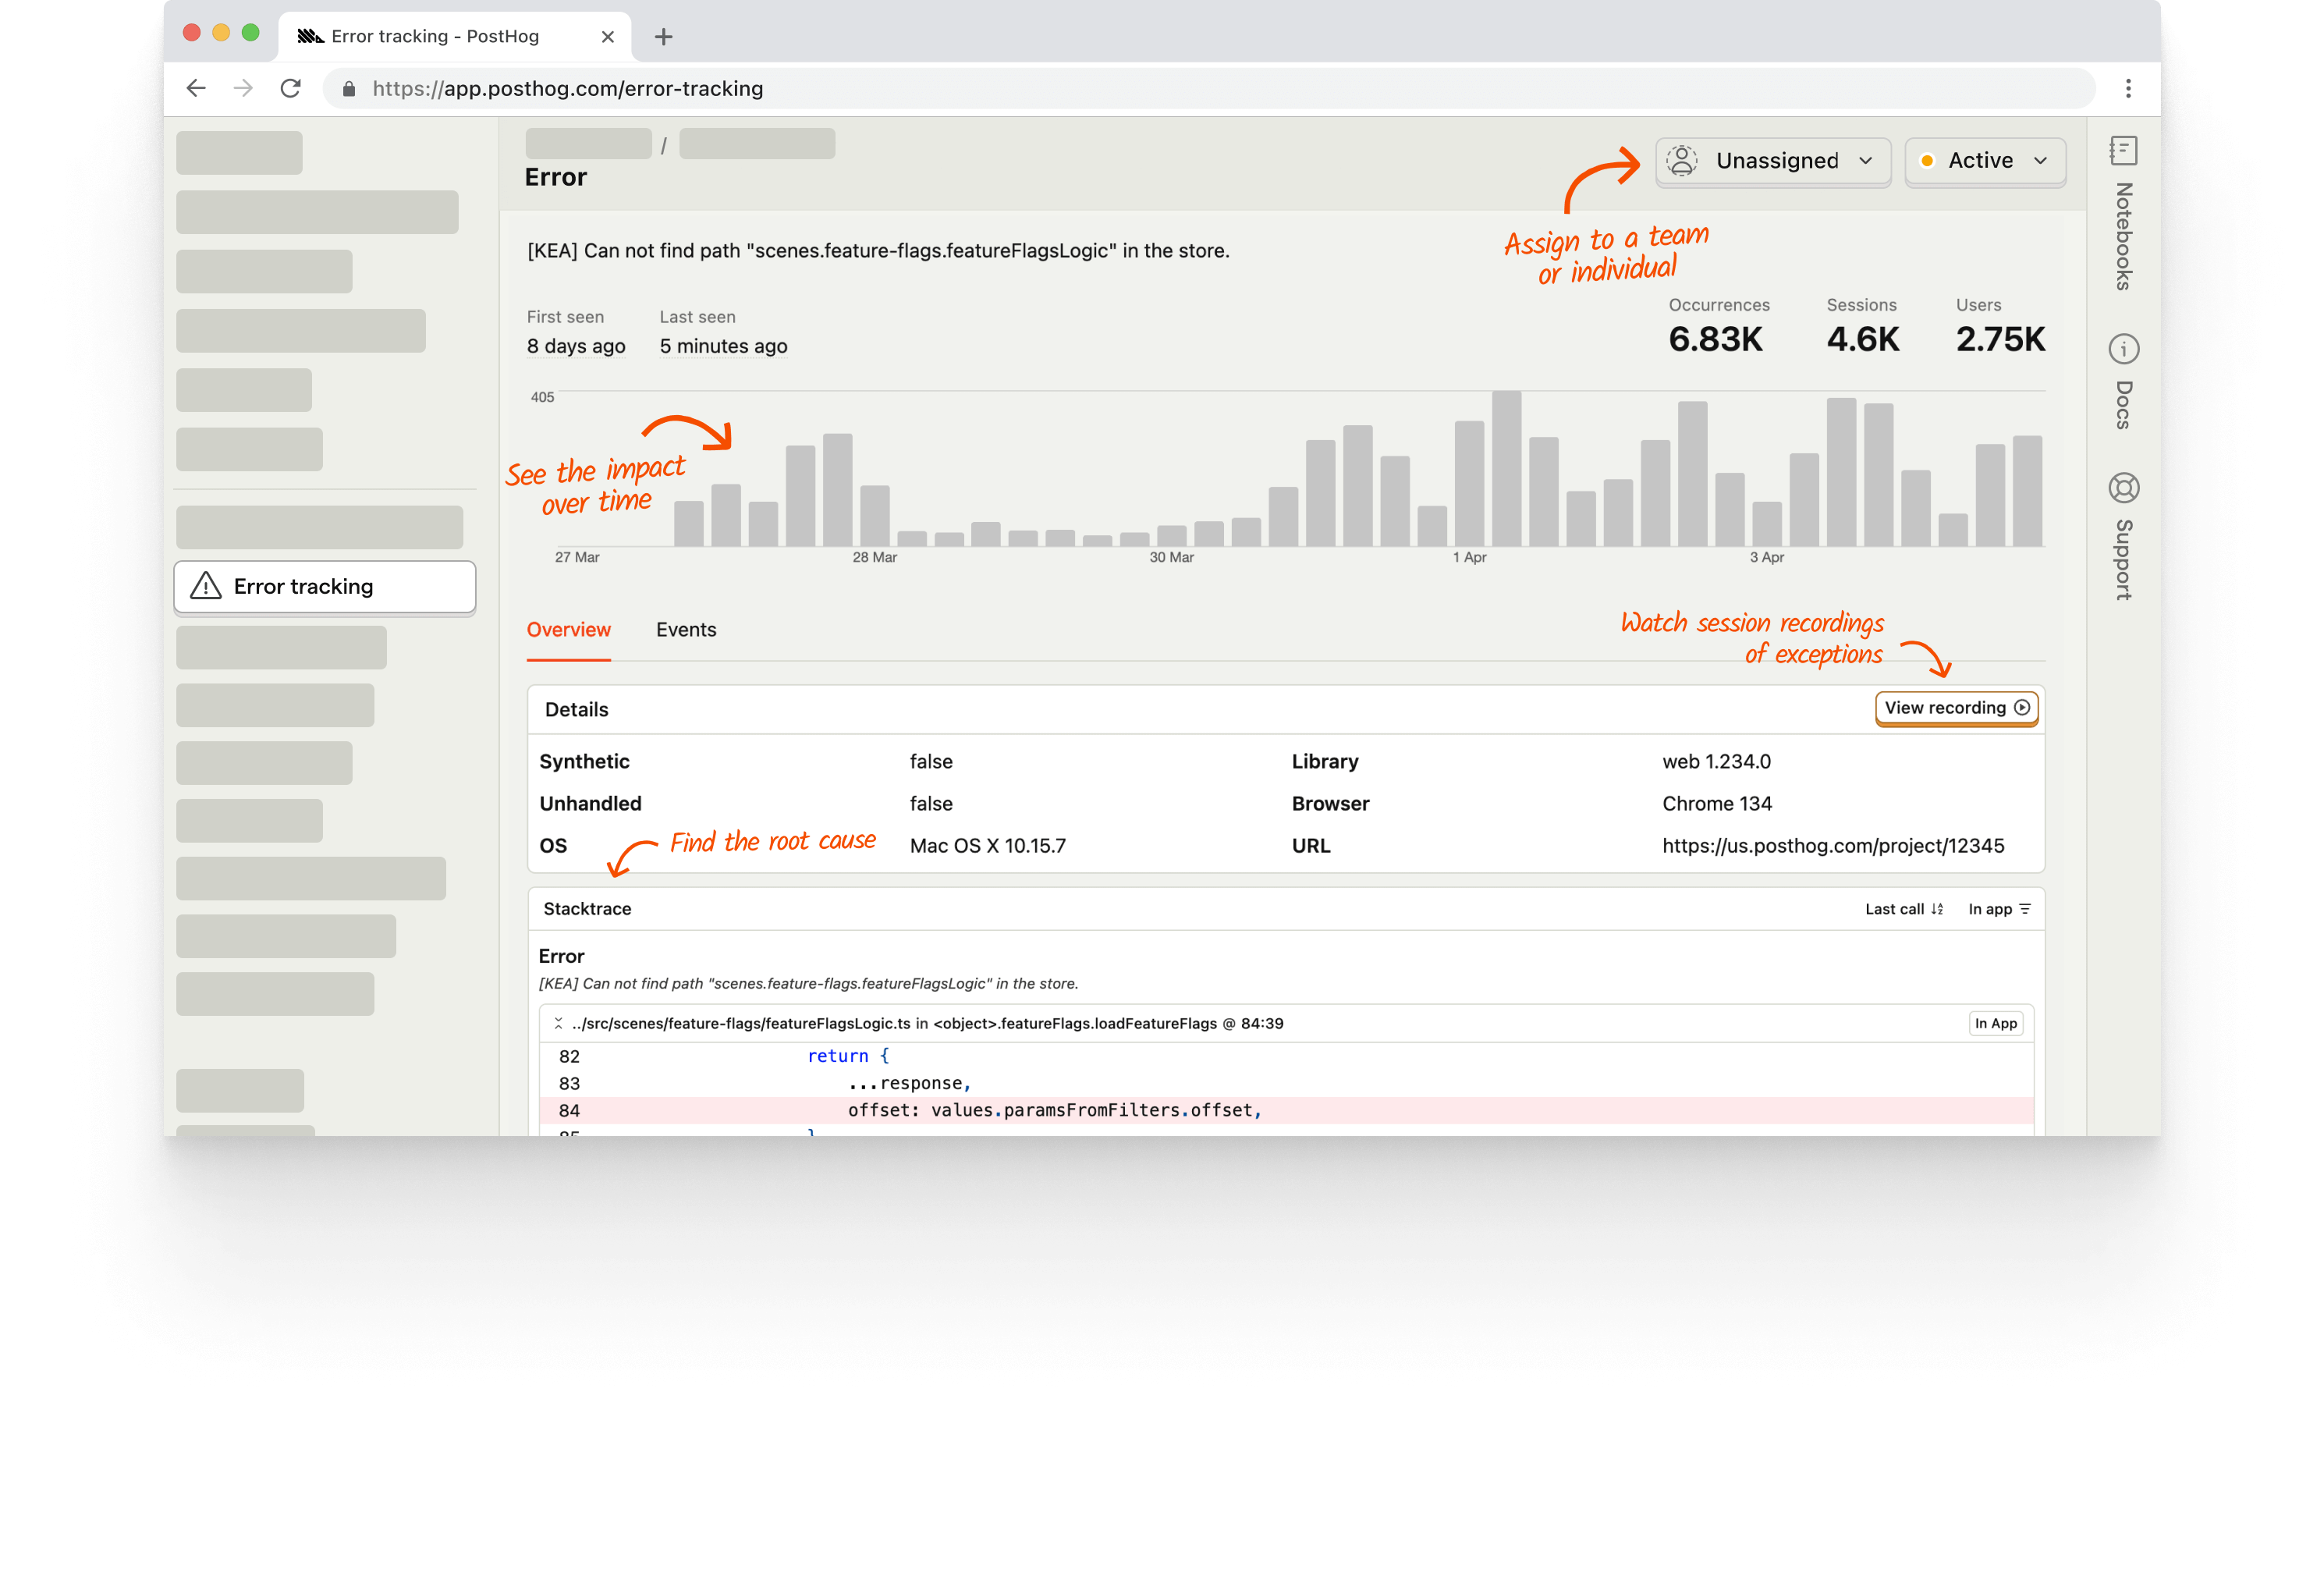 Error tracking - PostHog
https://app.posthog.com/error-tracking
/
Error
Unassigned
Active
Assign to a team
or individual
[KEA] Can not find path "scenes.feature-flags.featureFlagsLogic" in the store.
First seen
8 days ago
Last seen
5 minutes ago
Occurrences
6.83K
Sessions
4.6K
Users
2.75K
405
See the impact
over time
27 Mar
28 Mar
30 Mar
1 Apr
3 Apr
Error tracking
Overview
Events
Watch session recordings
of exceptions
Details
View recording
Synthetic
false
Library
web 1.234.0
Unhandled
false
Browser
Chrome 134
OS
Mac OS X 10.15.7
URL
https://us.posthog.com/project/12345
Find the root cause
Stacktrace
Last call
In app
Error
[KEA] Can not find path "scenes.feature-flags.featureFlagsLogic" in the store.
../src/scenes/feature-flags/featureFlagsLogic.ts in <object>.featureFlags.loadFeatureFlags @ 84:39
In App
82 return {
83 ...response,
84 offset: values.paramsFromFilters.offset,
Notebooks
Docs
Support